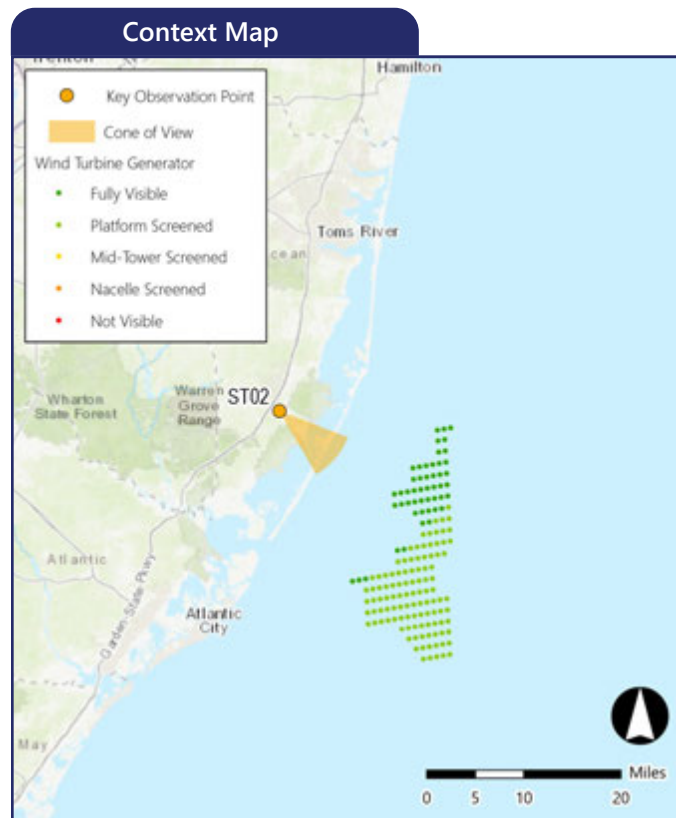 Context Map
Trenton
Hamilton
Key Observation Point
Cone of View
Wind Turbine Generator
Fully Visible
Platform Screened
Mid-Tower Screened
Nacelle Screened
Not Visible
Toms River
cean
Wharton
State Forest
Warren
Grove
Range
ST02
Atlantic
Garden-State Pkwy
Atlantic
City
May
Miles
0 5 10 20